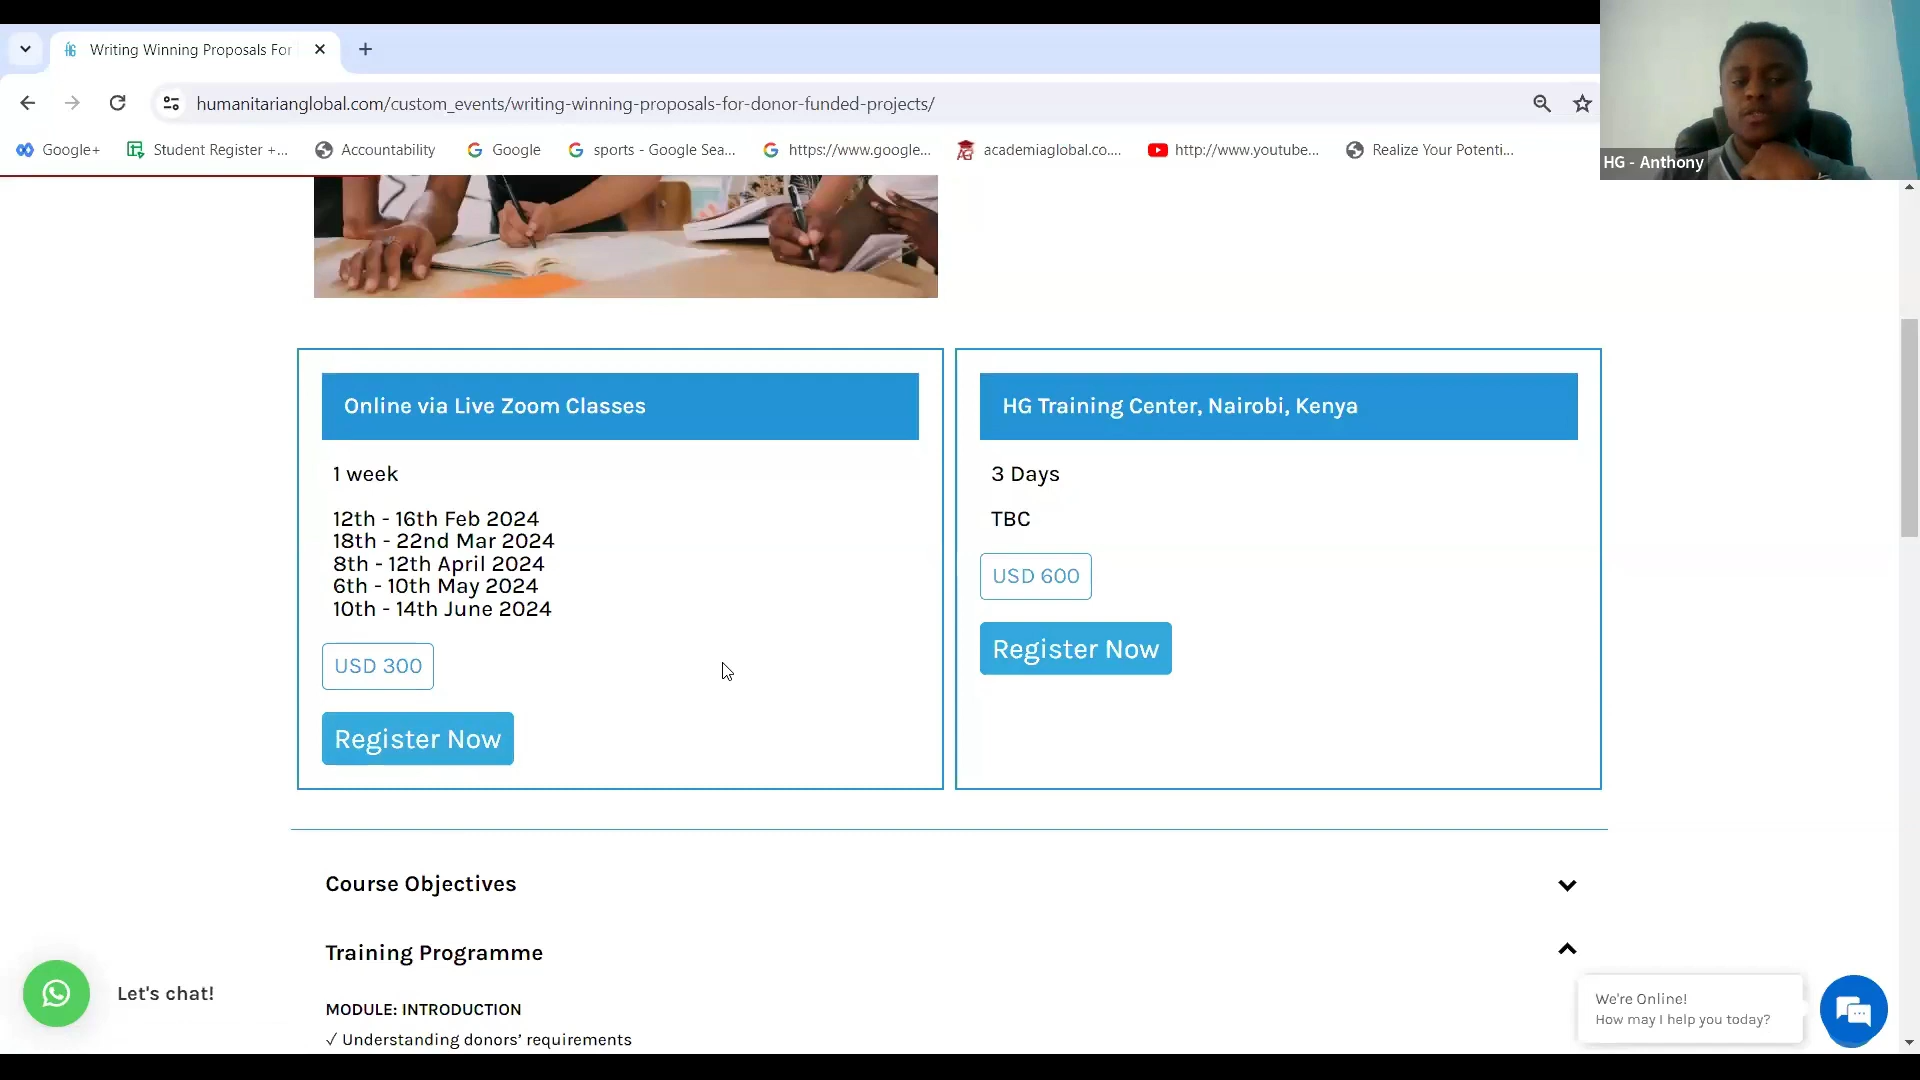 Writing Winning Proposals For
humanitarianglobal.com/custom_events/writing-winning-proposals-for-donor-funded-projects/
Google+
Student Register +...
Accountability
Google
sports - Google Sea...
https://www.google...
academiaglobal.co....
http://www.youtube...
Realize Your Potenti...
HG - Anthony
Online via Live Zoom Classes
1 week
12th - 16th Feb 2024
18th - 22nd Mar 2024
8th - 12th April 2024
6th - 10th May 2024
10th - 14th June 2024
USD 300
Register Now
HG Training Center, Nairobi, Kenya
3 Days
TBC
USD 600
Register Now
Course Objectives
Training Programme
MODULE: INTRODUCTION
✓ Understanding donors’ requirements
Let's chat!
We're Online!
How may I help you today?